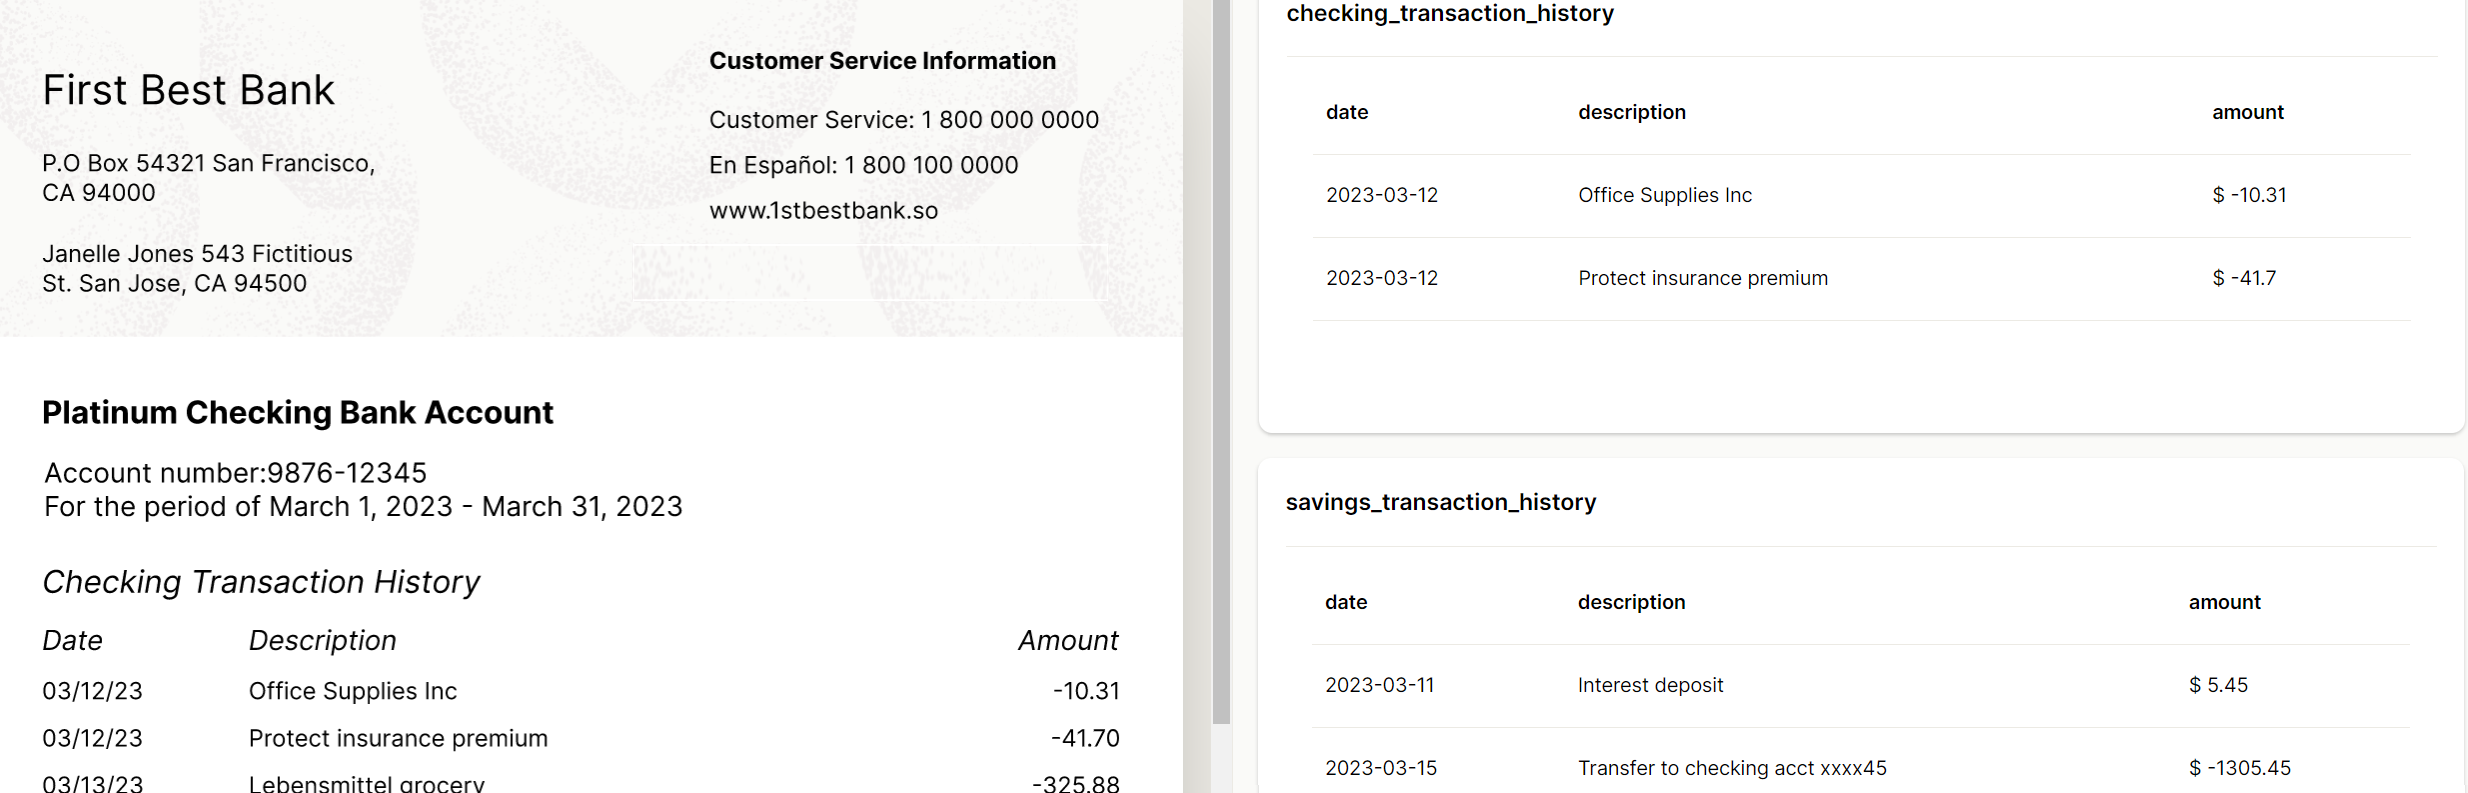 First Best Bank
P.O Box 54321 San Francisco,
CA 94000
Janelle Jones 543 Fictitious
St. San Jose, CA 94500
Customer Service Information
Customer Service: 1 800 000 0000
En Español: 1 800 100 0000
www.1stbestbank.so
Platinum Checking Bank Account
Account number:9876-12345
For the period of March 1, 2023 - March 31, 2023
Checking Transaction History
Date Description Amount
03/12/23 Office Supplies Inc -10.31
03/12/23 Protect insurance premium -41.70
03/13/23 Lebensmittel grocery -325.88
checking_transaction_history
date description amount
2023-03-12 Office Supplies Inc $ -10.31
2023-03-12 Protect insurance premium $ -41.7
savings_transaction_history
date description amount
2023-03-11 Interest deposit $ 5.45
2023-03-15 Transfer to checking acct xxxx45 $ -1305.45